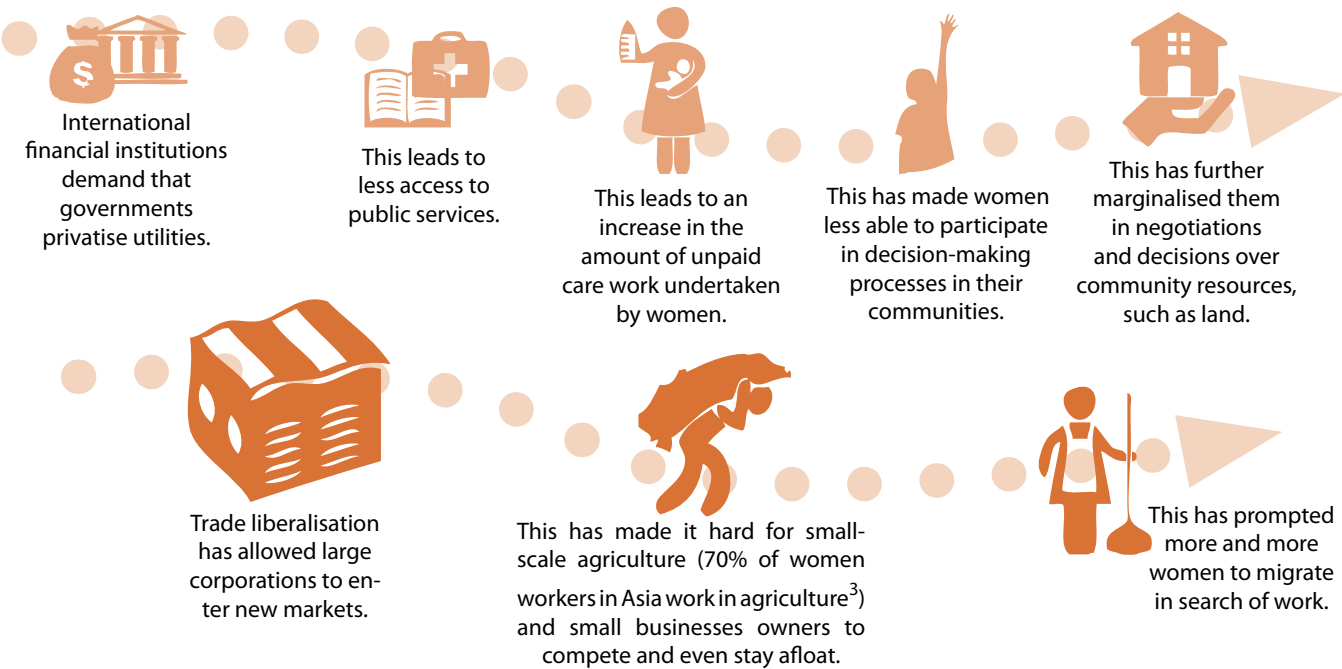 $
International
financial institutions
demand that
governments
privatise utilities.
This leads to
less access to
public services.
This leads to an
increase in the
amount of unpaid
care work undertaken
by women.
This has made women
less able to participate
in decision-making
processes in their
communities.
This has further
marginalised them
in negotiations
and decisions over
community resources,
such as land.
Trade liberalisation
has allowed large
corporations to en-
ter new markets.
This has made it hard for small-
scale agriculture (70% of women
workers in Asia work in agriculture3)
and small businesses owners to
compete and even stay afloat.
This has prompted
more and more
women to migrate
in search of work.